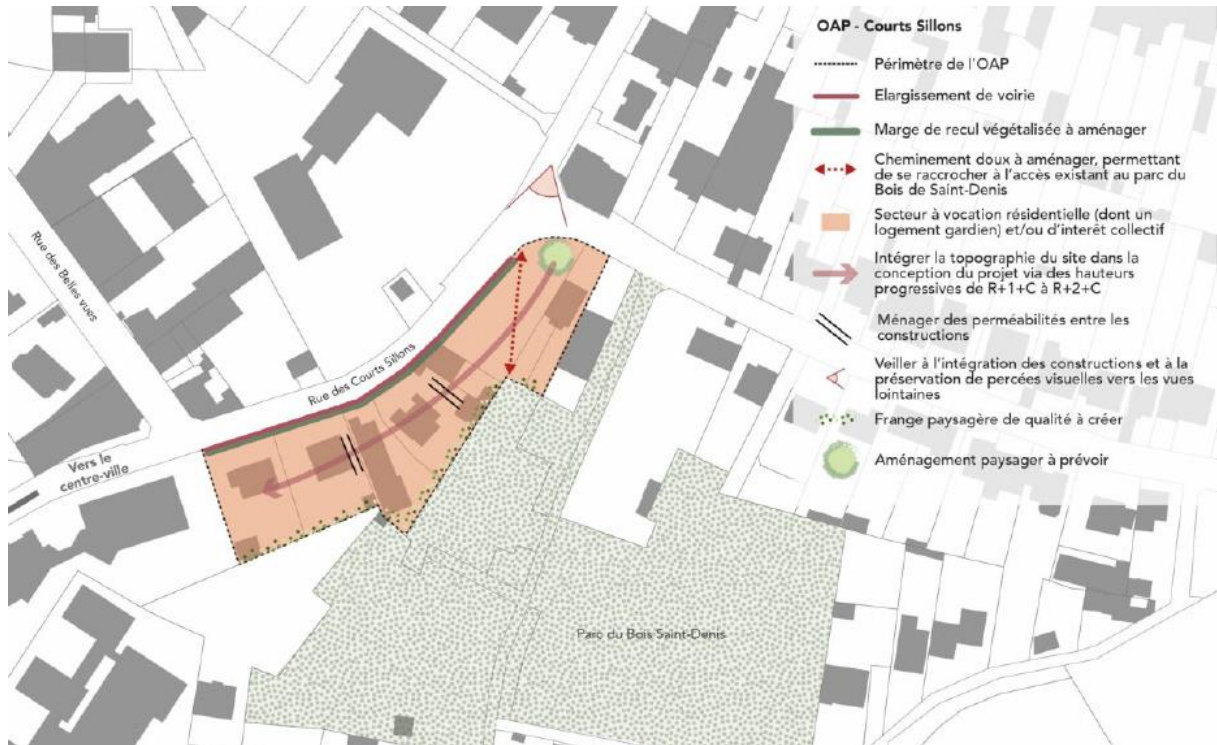 OAP - Courts Sillons
Périmètre de l'OAP
Elargissement de voirie
Marge de recul végétalisée à aménager
Cheminement doux à aménager, permettant
de se raccrocher à l'accès existant au parc du
Bois de Saint-Denis
Secteur à vocation résidentielle (dont un
logement gardien) et/ou d'interêt collectif
Intégrer la topographie du site dans la
conception du projet via des hauteurs
progressives de R+1+C à R+2+C
Ménager des perméabilités entre les
constructions
Veiller à l'intégration des constructions et à la
préservation de percées visuelles vers les vues
lointaines
Frange paysagère de qualité à créer
Aménagement paysager à prévoir
Rue des Belles vues
Rue des Courts Sillons
Vers le
centre-ville
Parc du Bois Saint-Denis